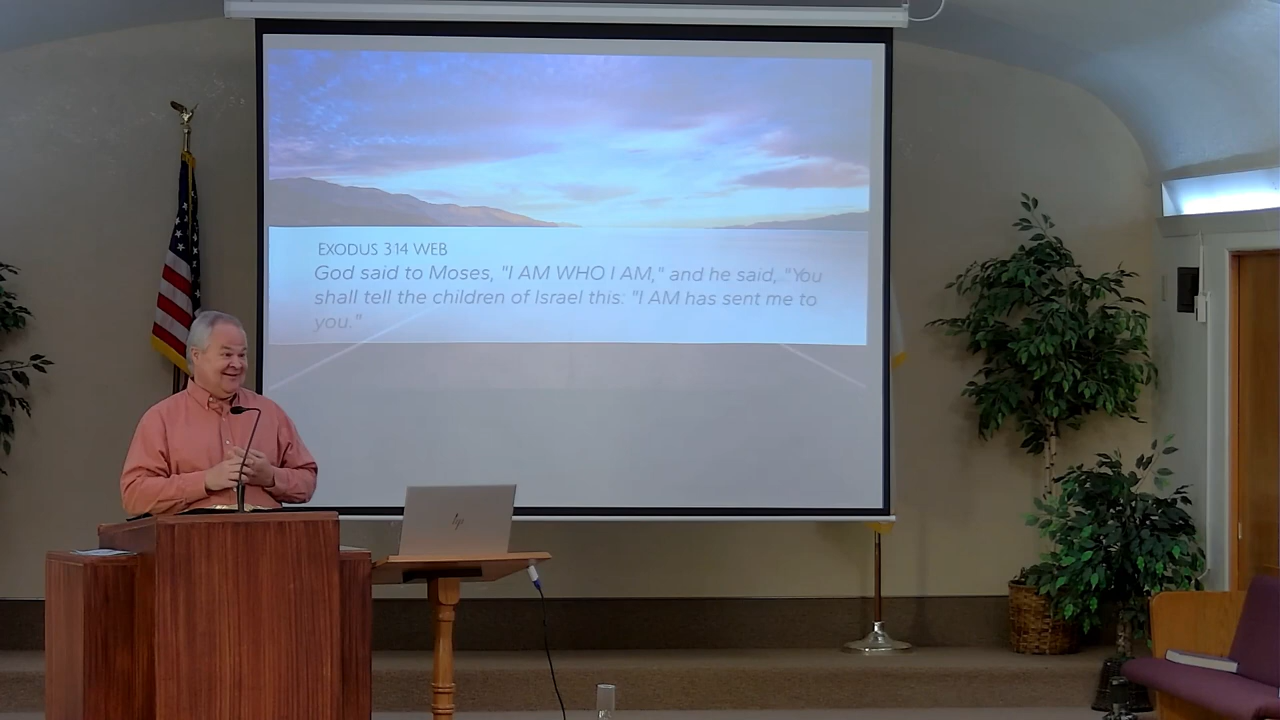 EXODUS 3:14 WEB
God said to Moses, "I AM WHO I AM," and he said, "You
shall tell the children of Israel this: "I AM has sent me to
you."
hp